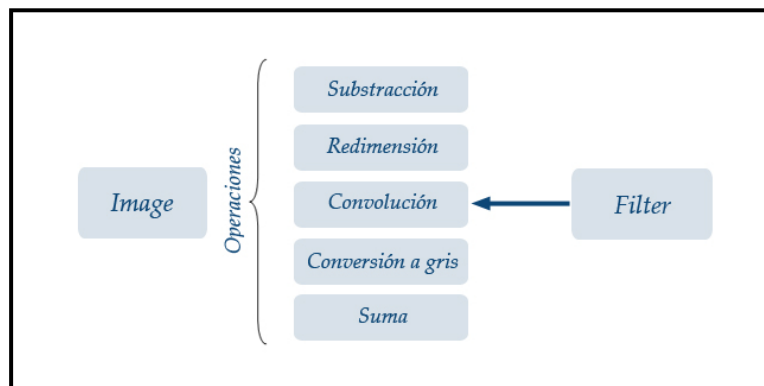 Image
Operaciones
Substracción
Redimensión
Convolución
Conversión a gris
Suma
Filter